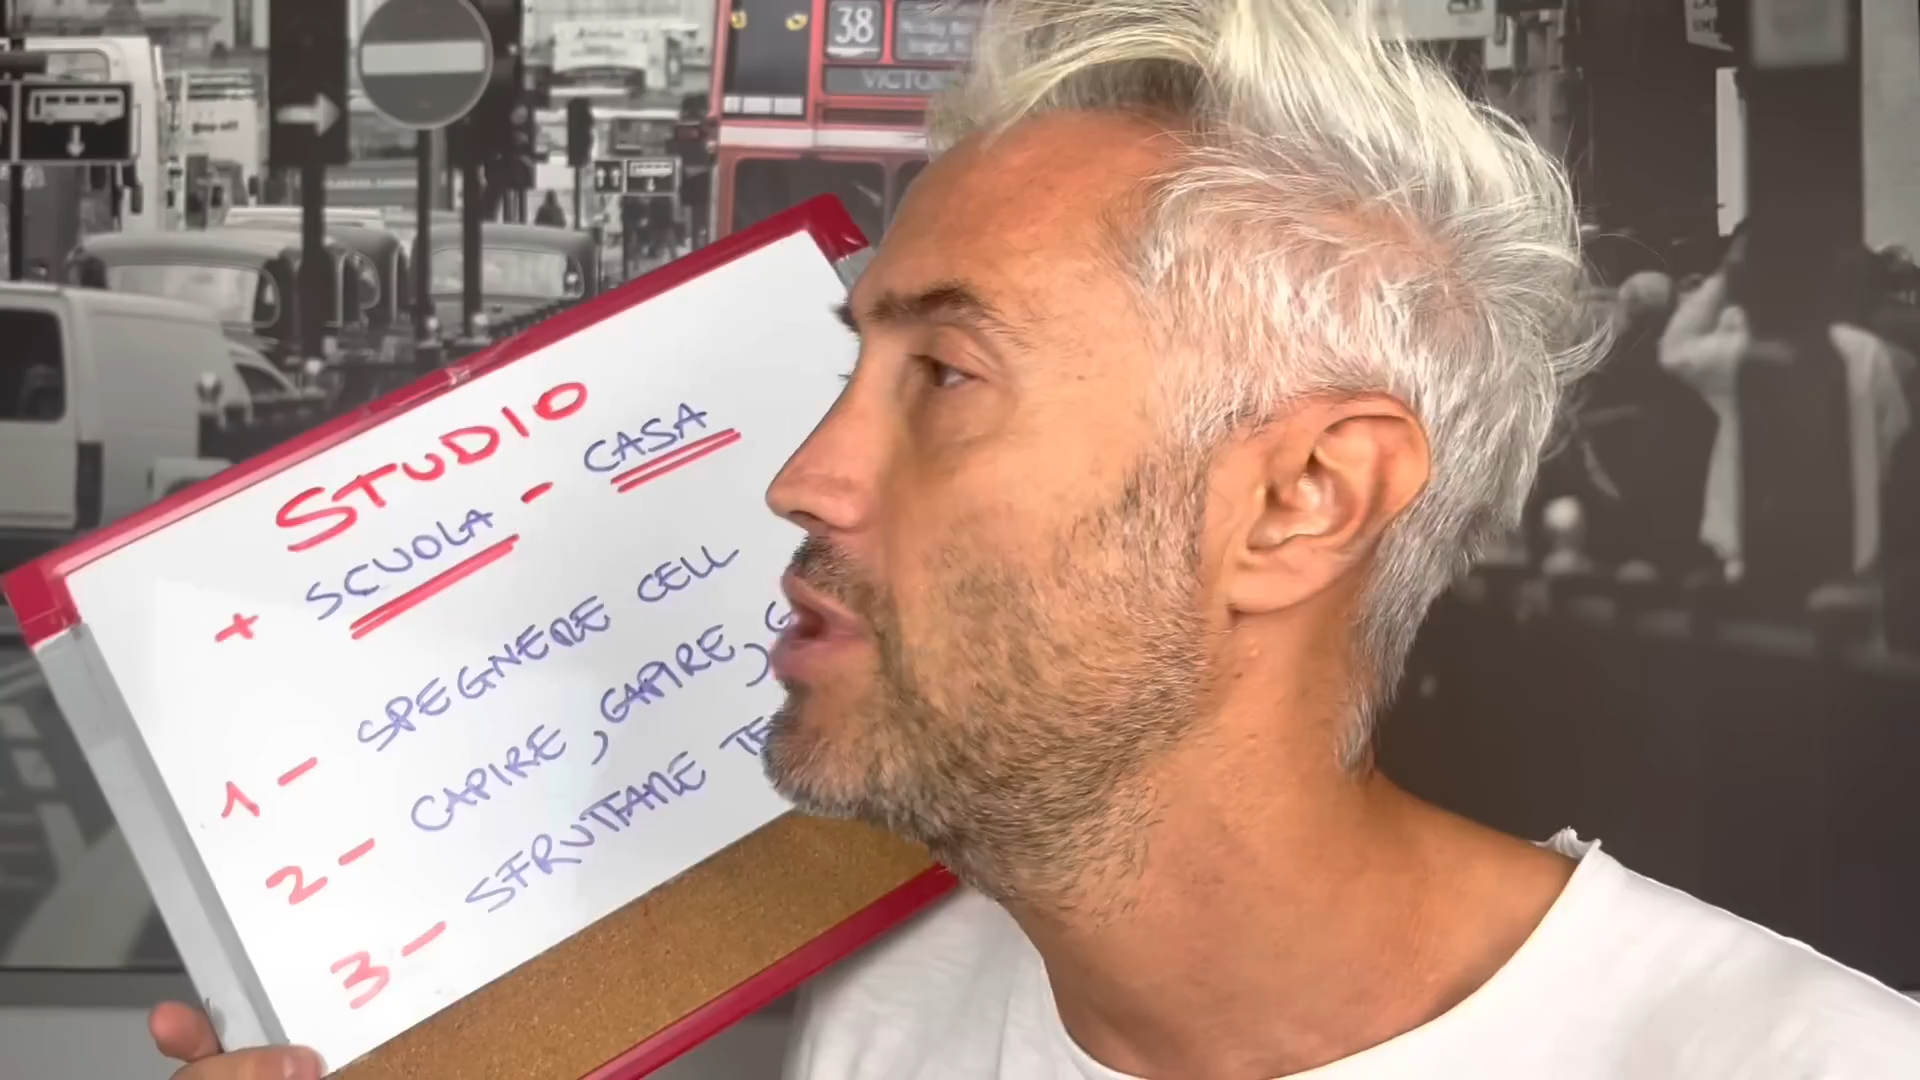 38
VICTO
STUDIO
+ SCUOLA - CASA
1- SPEGNERE CELL
2- CAPIRE, CAPIRE,
3- SFRUTTARE